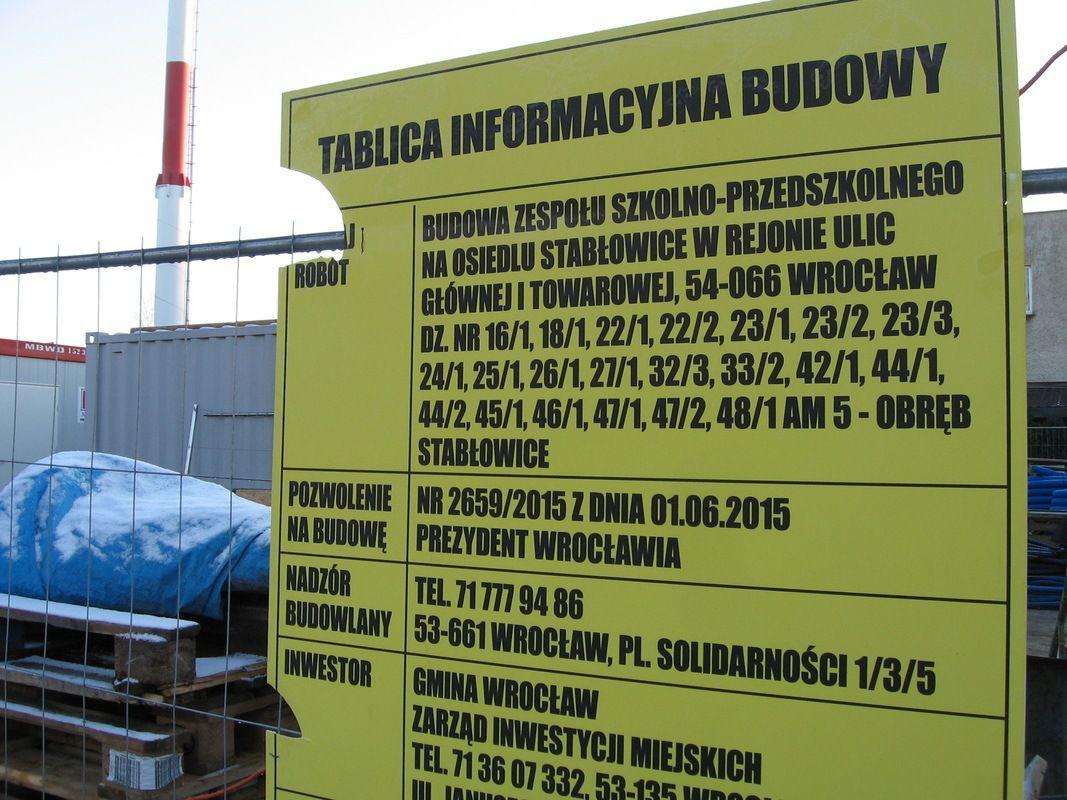 TABLICA INFORMACYJNA BUDOWY
BUDOWA ZESPOŁU SZKOLNO-PRZEDSZKOLNEGO
NA OSIEDLU STABŁOWICE W REJONIE ULIC
GŁÓWNEJ I TOWAROWEJ, 54-066 WROCŁAW
DZ. NR 16/1, 18/1, 22/1, 22/2, 23/1, 23/2, 23/3,
24/1, 25/1, 26/1, 27/1, 32/3, 33/2, 42/1, 44/1,
44/2, 45/1, 46/1, 47/1, 47/2, 48/1 AM 5 - OBRĘB
STABŁOWICE
ROBÓT
POZWOLENIE
NA BUDOWĘ
NR 2659/2015 Z DNIA 01.06.2015
PREZYDENT WROCŁAWIA
NADZÓR
BUDOWLANY
TEL. 71 777 94 86
53-661 WROCŁAW, PL. SOLIDARNOŚCI 1/3/5
INWESTOR
GMINA WROCŁAW
ZARZĄD INWESTYCJI MIEJSKICH
TEL. 71 36 07 332, 53-135
MBWD